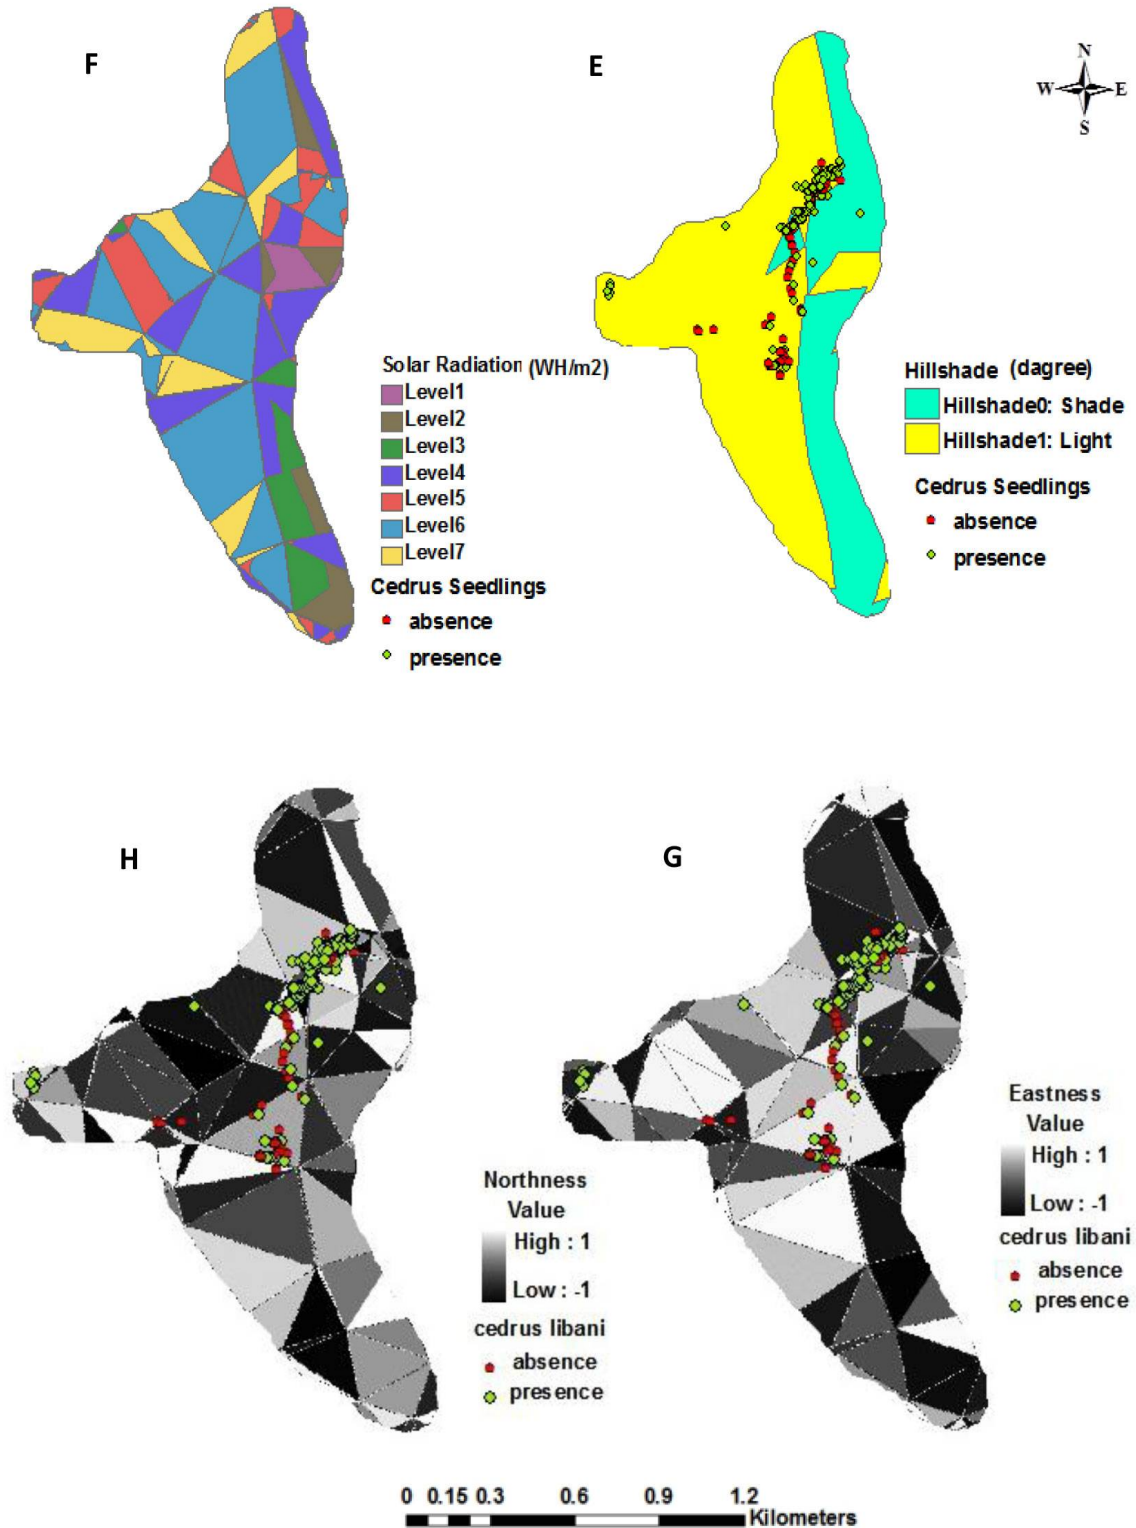 F
E
N
W E
S
Solar Radiation (WH/m2)
Level1
Level2
Level3
Level4
Level5
Level6
Level7
Cedrus Seedlings
absence
presence
Hillshade (dagree)
Hillshade0: Shade
Hillshade1: Light
Cedrus Seedlings
absence
presence
H
G
Northness
Value
High : 1
Low : -1
cedrus libani
absence
presence
Eastness
Value
High : 1
Low : -1
cedrus libani
absence
presence
0 0.15 0.3 0.6 0.9 1.2
Kilometers